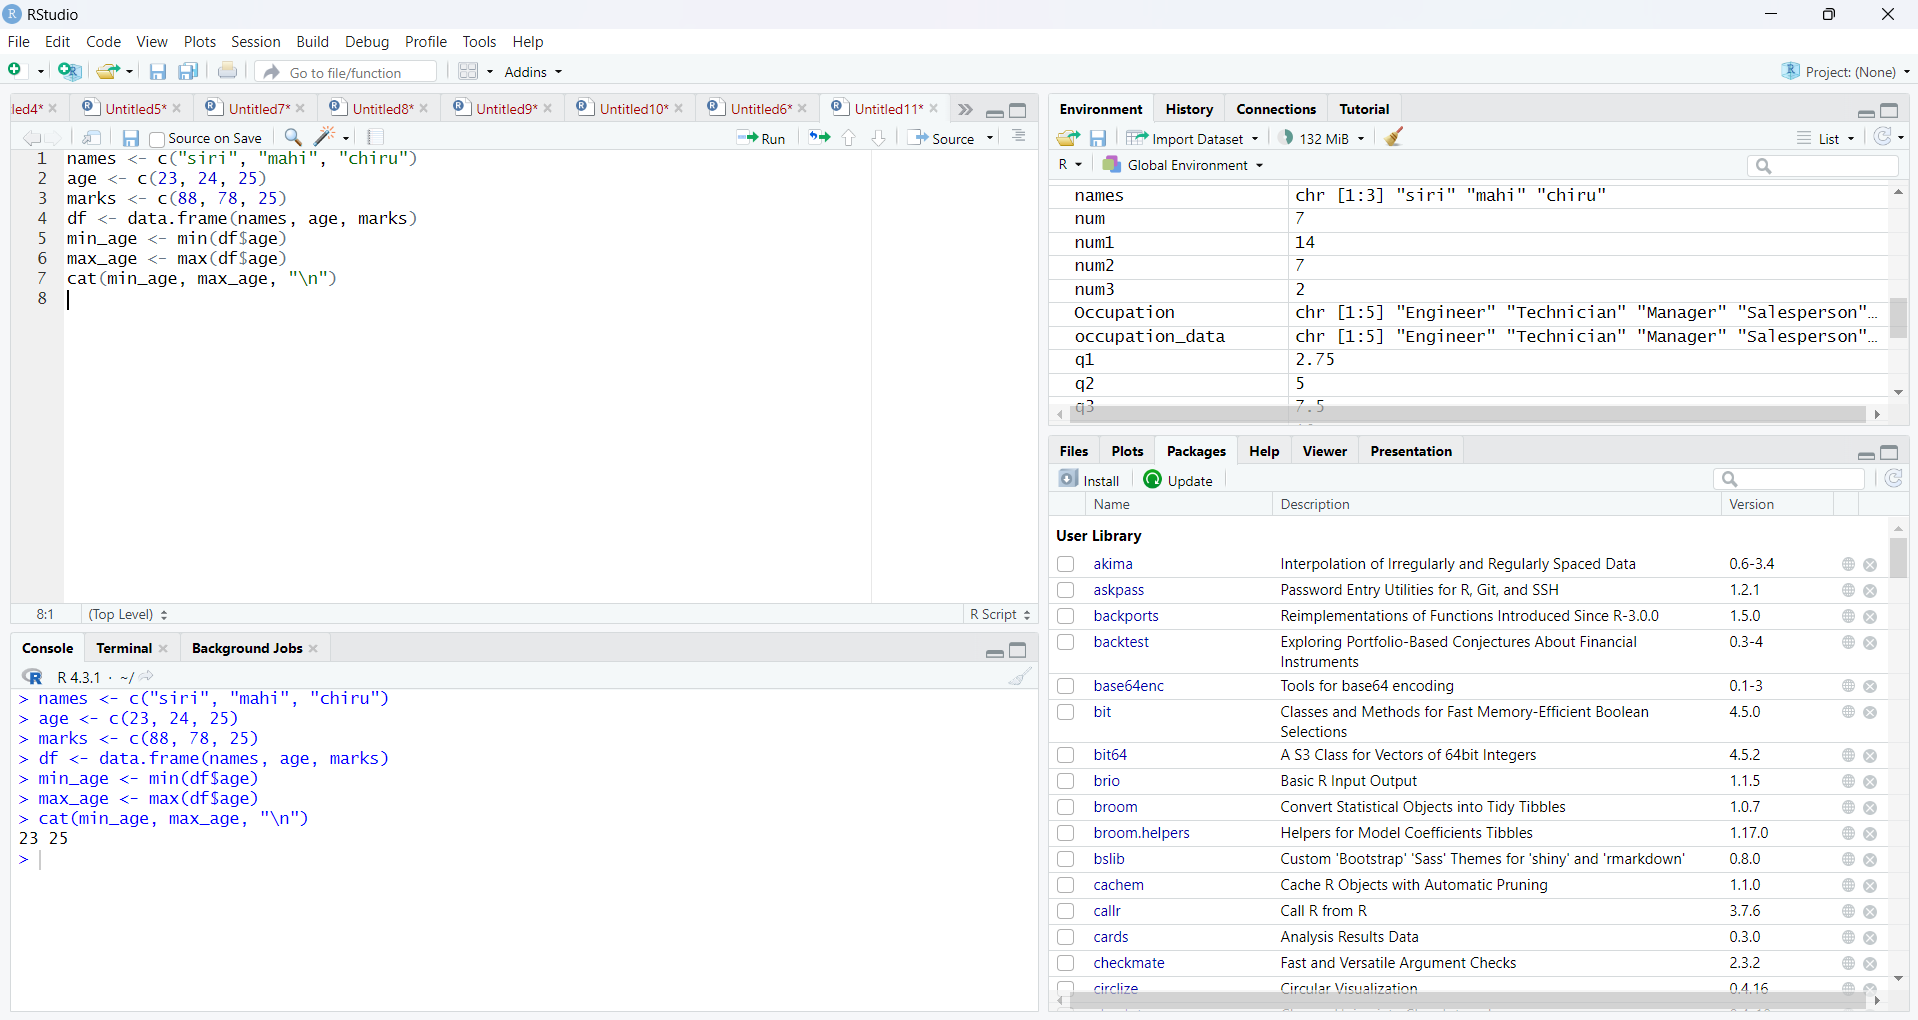 RStudio
File Edit Code View Plots Session Build Debug Profile Tools Help
Go to file/function Addins Project: (None)
led4* Untitled5* Untitled7* Untitled8* Untitled9* Untitled10* Untitled6* Untitled11*
Source on Save Run Source
1 names <- c("siri", "mahi", "chiru")
2 age <- c(23, 24, 25)
3 marks <- c(88, 78, 25)
4 df <- data.frame(names, age, marks)
5 min_age <- min(df$age)
6 max_age <- max(df$age)
7 cat(min_age, max_age, "\n")
8
8:1 (Top Level) R Script
Console Terminal Background Jobs
R 4.3.1 · ~/
> names <- c("siri", "mahi", "chiru")
> age <- c(23, 24, 25)
> marks <- c(88, 78, 25)
> df <- data.frame(names, age, marks)
> min_age <- min(df$age)
> max_age <- max(df$age)
> cat(min_age, max_age, "\n")
23 25
>
Environment History Connections Tutorial
Import Dataset 132 MiB List
R Global Environment
names chr [1:3] "siri" "mahi" "chiru"
num 7
num1 14
num2 7
num3 2
Occupation chr [1:5] "Engineer" "Technician" "Manager" "Salesperson"…
occupation_data chr [1:5] "Engineer" "Technician" "Manager" "Salesperson"…
q1 2.75
q2 5
q3 7.5
Files Plots Packages Help Viewer Presentation
Install Update
Name Description Version
User Library
akima Interpolation of Irregularly and Regularly Spaced Data 0.6-3.4
askpass Password Entry Utilities for R, Git, and SSH 1.2.1
backports Reimplementations of Functions Introduced Since R-3.0.0 1.5.0
backtest Exploring Portfolio-Based Conjectures About Financial 0.3-4
Instruments
base64enc Tools for base64 encoding 0.1-3
bit Classes and Methods for Fast Memory-Efficient Boolean 4.5.0
Selections
bit64 A S3 Class for Vectors of 64bit Integers 4.5.2
brio Basic R Input Output 1.1.5
broom Convert Statistical Objects into Tidy Tibbles 1.0.7
broom.helpers Helpers for Model Coefficients Tibbles 1.17.0
bslib Custom 'Bootstrap' 'Sass' Themes for 'shiny' and 'rmarkdown' 0.8.0
cachem Cache R Objects with Automatic Pruning 1.1.0
callr Call R from R 3.7.6
cards Analysis Results Data 0.3.0
checkmate Fast and Versatile Argument Checks 2.3.2
circlize Circular Visualization 0.4.16